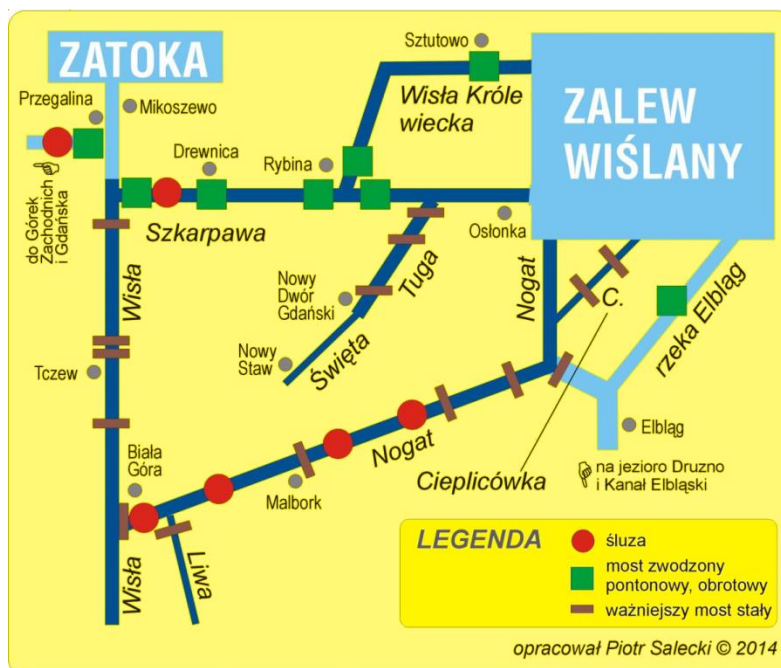 ZATOKA
Sztutowo
Przegalina
Mikoszewo
Wisła Króle
wiecka
ZALEW
WIŚLANY
Drewnica
Rybina
do Górek
Zachodnich
i Gdańska
Szkarpawa
Osłonka
Wisła
Tuga
Nogat
C.
Nowy
Dwór
Gdański
rzeka Elbląg
Nowy
Staw
Święta
Tczew
Elbląg
Biała
Góra
Nogat
Malbork
Cieplicówka
na jezioro Druzno
i Kanał Elbląski
Wisła
Liwa
LEGENDA
śluza
most zwodzony
pontonowy, obrotowy
ważniejszy most stały
opracował Piotr Salecki © 2014